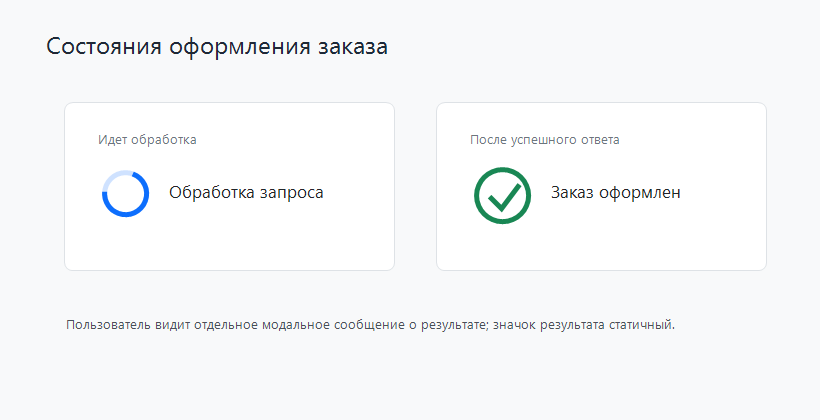 Состояния оформления заказа
Идет обработка
Обработка запроса
После успешного ответа
Заказ оформлен
Пользователь видит отдельное модальное сообщение о результате; значок результата статичный.